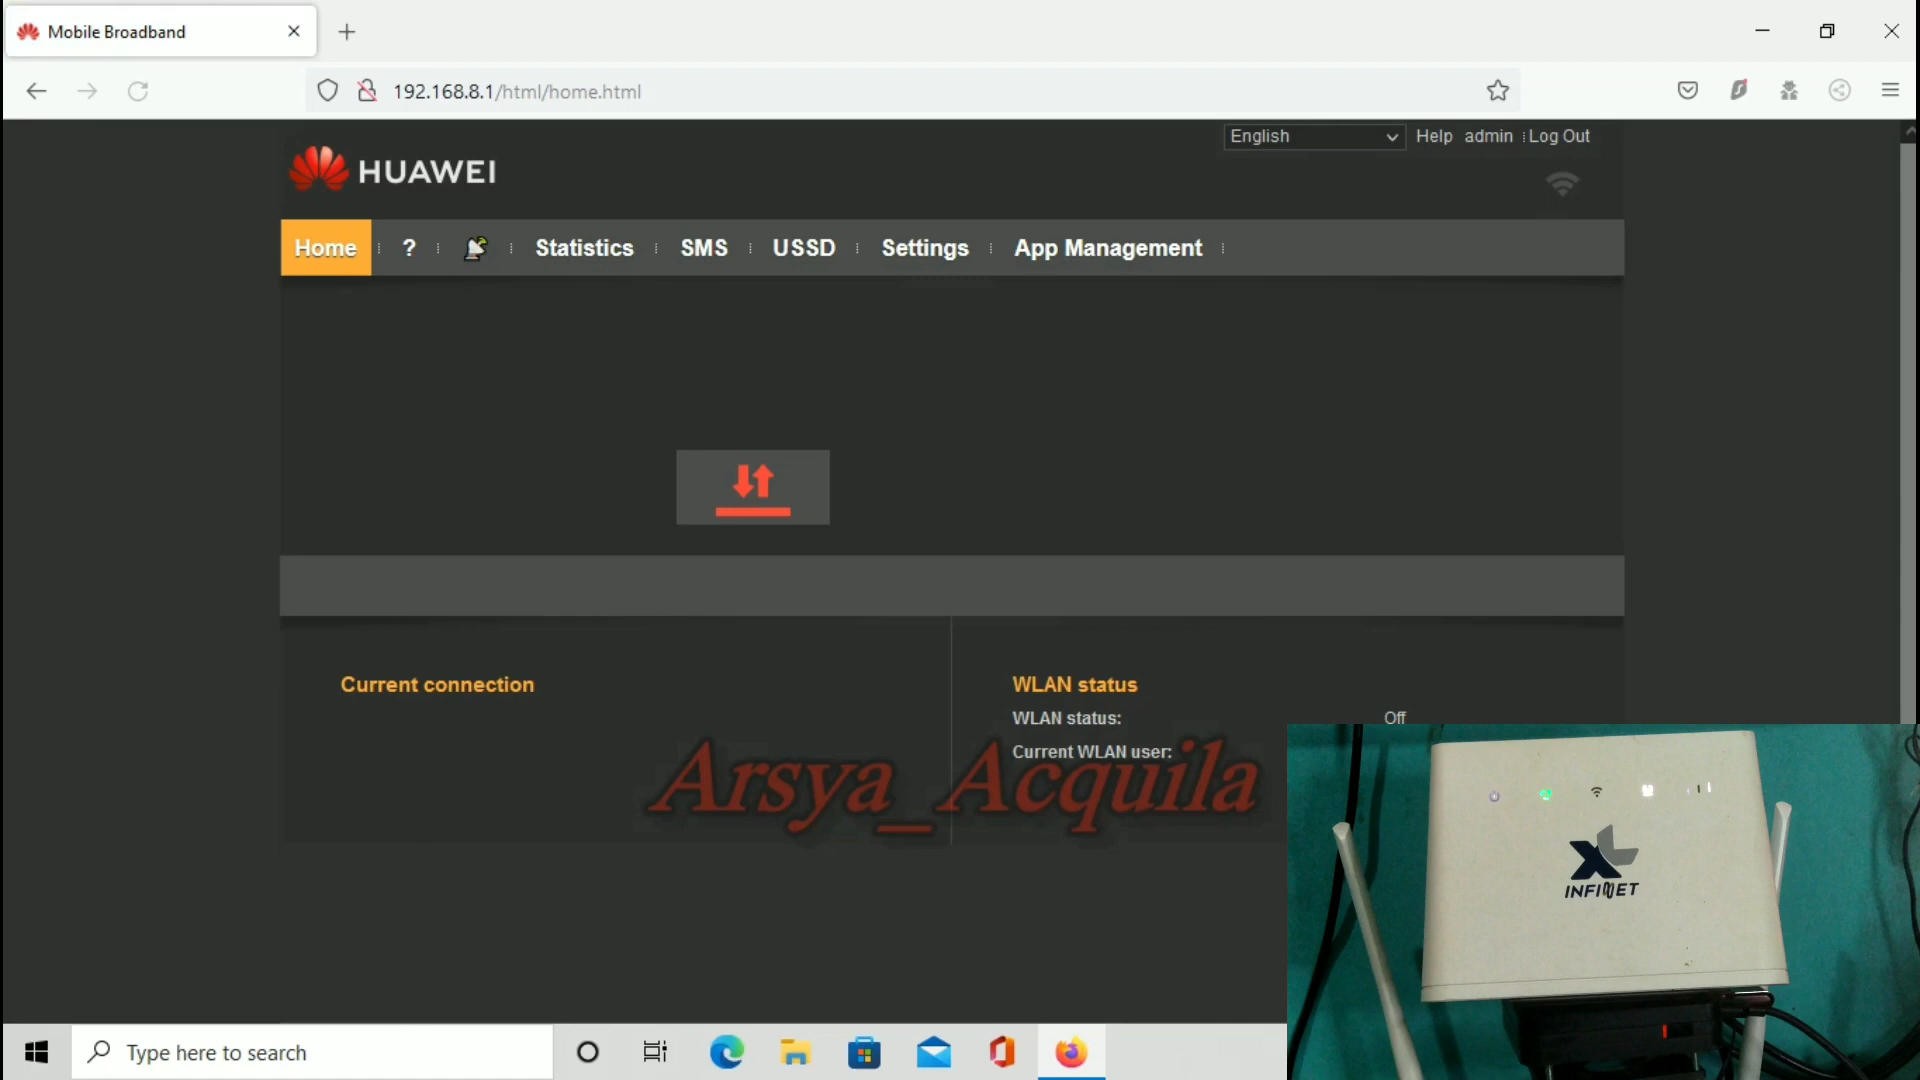 Mobile Broadband
192.168.8.1/html/home.html
English
Help
admin
Log Out
HUAWEI
Home
?
Statistics
SMS
USSD
Settings
App Management
Current connection
WLAN status
WLAN status:
Off
Current WLAN user:
Arsya_Acquila
XL
INFINET
Type here to search